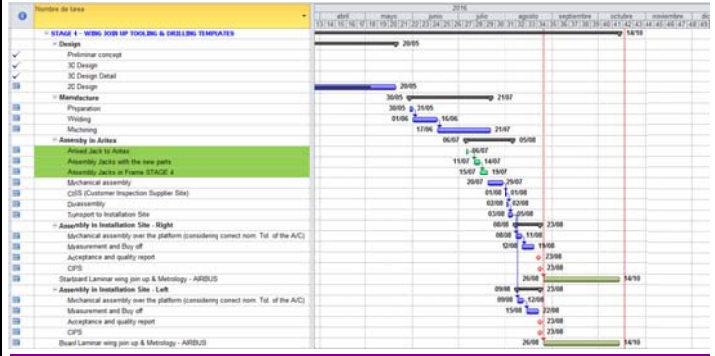 Nombre de tarea
2016
abril mayo junio julio agosto septiembre octubre noviembre dic
13 14 15 16 17 18 19 20 21 22 23 24 25 26 27 28 29 30 31 32 33 34 35 36 37 38 39 40 41 42 43 44 45 46 47 48 49
STAGE 4 - WING JOIN UP TOOLING & DRILLING TEMPLATES 14/10
Design 20/05
Preliminar concept
3D Design
3D Design Detail
2D Design 20/05
Manufacture 30/05 21/07
Preparation 30/05 31/05
Welding 01/06 16/06
Machining 17/06 21/07
Assembly in Aritex 06/07 05/08
Arrived Jack to Aritex 06/07
Assembly Jacks with the new parts 11/07 14/07
Assembly Jacks in Frame STAGE 4 15/07 19/07
Mechanical assembly 20/07 29/07
CISS (Customer Inspection Supplier Site) 01/08 01/08
Disassembly 02/08 02/08
Transport to Installation Site 03/08 05/08
Assembly in Installation Site - Right 08/08 23/08
Mechanical assembly over the platform (considering correct nom. Tol. of the A/C) 08/08 11/08
Measurement and Buy off 12/08 19/08
Acceptance and quality report 23/08
CIPS 23/08
Starboard Laminar wing join up & Metrology - AIRBUS 26/08 14/10
Assembly in Installation Site - Left 09/08 23/08
Mechanical assembly over the platform (considering correct nom. Tol. of the A/C) 09/08 12/08
Measurement and Buy off 15/08 22/08
Acceptance and quality report 23/08
CIPS 23/08
Board Laminar wing join up & Metrology - AIRBUS 26/08 14/10